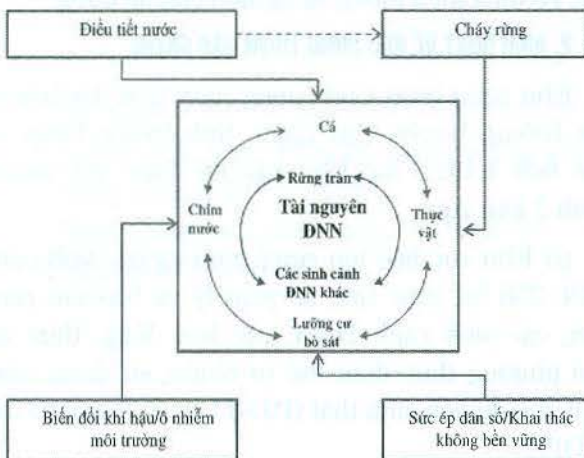 Điều tiết nước
Cháy rừng
Cá
Rừng tràm
Chim
nước
Tài nguyên
ĐNN
Thực
vật
Các sinh cảnh
ĐNN khác
Lưỡng cư
bò sát
Biến đổi khí hậu/ô nhiễm
môi trường
Sức ép dân số/Khai thác
không bền vững